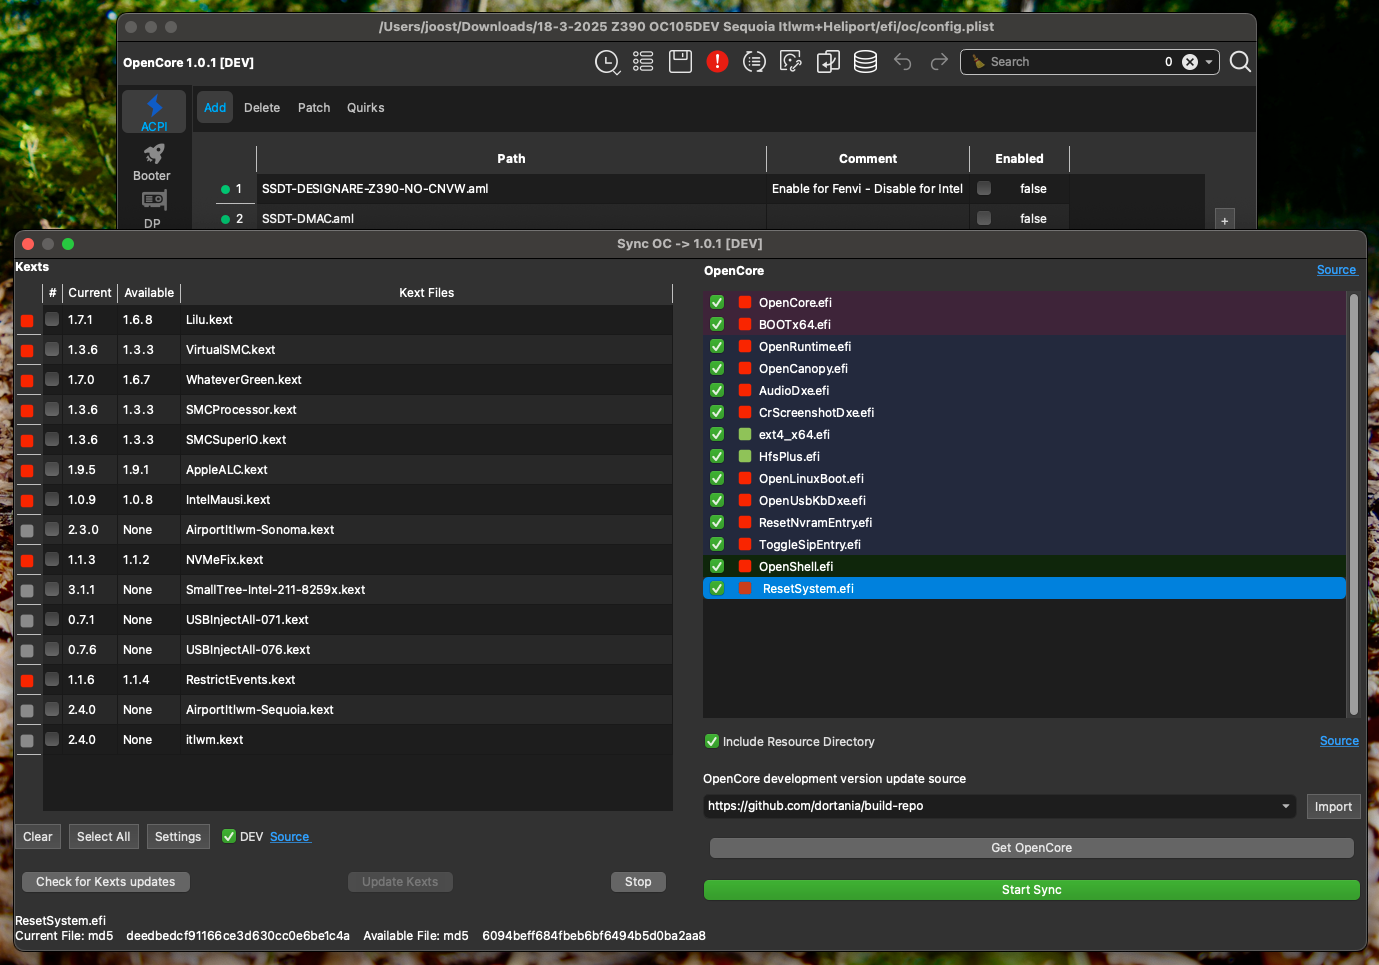 /Users/joost/Downloads/18-3-2025 Z390 OC105DEV Sequoia Itlwm+Heliport/efi/oc/config.plist
OpenCore 1.0.1 [DEV]
Search
0
ACPI
Add Delete Patch Quirks
Booter
DP
Path Comment Enabled
1 SSDT-DESIGNARE-Z390-NO-CNVW.aml Enable for Fenvi - Disable for Intel false
2 SSDT-DMAC.aml false
+
Sync OC -> 1.0.1 [DEV]
Kexts
# Current Available Kext Files
1.7.1 1.6.8 Lilu.kext
1.3.6 1.3.3 VirtualSMC.kext
1.7.0 1.6.7 WhateverGreen.kext
1.3.6 1.3.3 SMCProcessor.kext
1.3.6 1.3.3 SMCSuperIO.kext
1.9.5 1.9.1 AppleALC.kext
1.0.9 1.0.8 IntelMausi.kext
2.3.0 None AirportItlwm-Sonoma.kext
1.1.3 1.1.2 NVMeFix.kext
3.1.1 None SmallTree-Intel-211-8259x.kext
0.7.1 None USBInjectAll-071.kext
0.7.6 None USBInjectAll-076.kext
1.1.6 1.1.4 RestrictEvents.kext
2.4.0 None AirportItlwm-Sequoia.kext
2.4.0 None itlwm.kext
Clear Select All Settings DEV Source
Check for Kexts updates Update Kexts Stop
OpenCore Source
OpenCore.efi
BOOTx64.efi
OpenRuntime.efi
OpenCanopy.efi
AudioDxe.efi
CrScreenshotDxe.efi
ext4_x64.efi
HfsPlus.efi
OpenLinuxBoot.efi
OpenUsbKbDxe.efi
ResetNvramEntry.efi
ToggleSipEntry.efi
OpenShell.efi
ResetSystem.efi
Include Resource Directory Source
OpenCore development version update source
https://github.com/dortania/build-repo Import
Get OpenCore
Start Sync
ResetSystem.efi
Current File: md5 deedbedcf91166ce3d630cc0e6be1c4a Available File: md5 6094beff684fbeb6bf6494b5d0ba2aa8